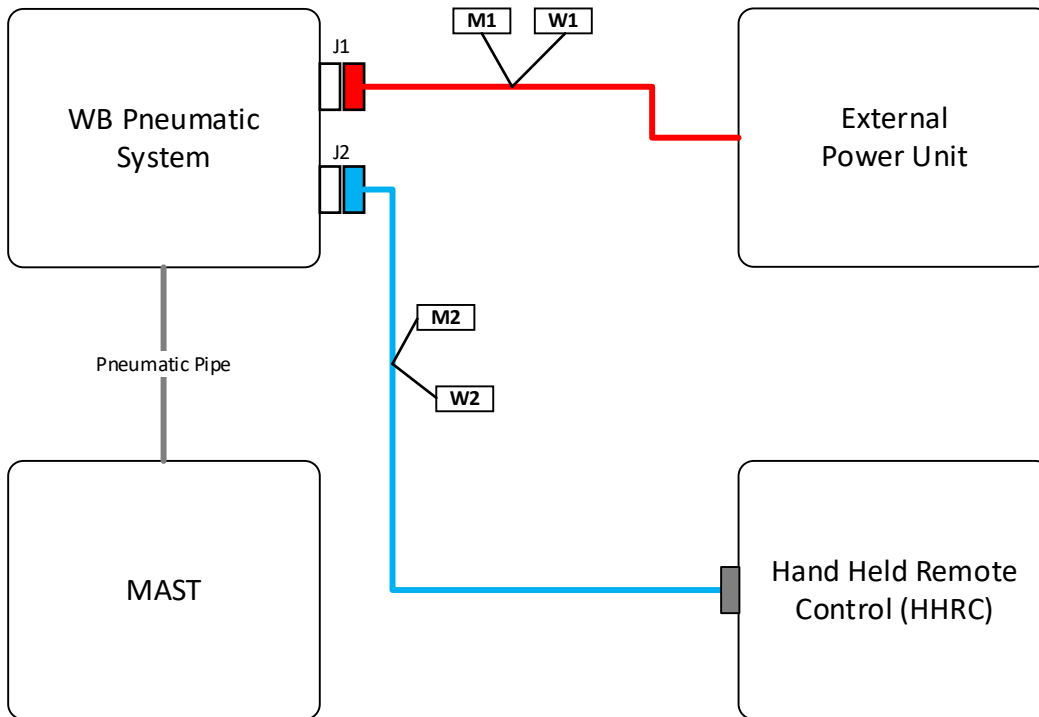 M1
W1
J1
WB Pneumatic
System
External
Power Unit
J2
M2
Pneumatic Pipe
W2
MAST
Hand Held Remote
Control (HHRC)